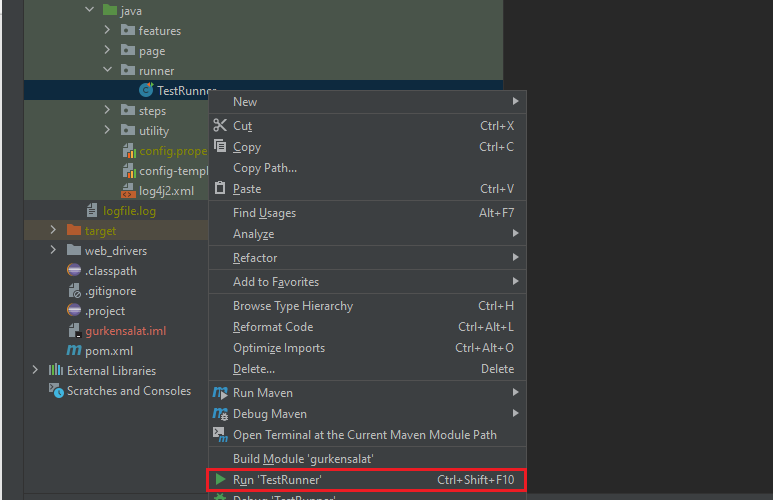 java
features
page
runner
TestRunner
steps
utility
config.prope
config-templ
log4j2.xml
logfile.log
target
web_drivers
.classpath
.gitignore
.project
gurkensalat.iml
pom.xml
External Libraries
Scratches and Consoles
New
Cut Ctrl+X
Copy Ctrl+C
Copy Path...
Paste Ctrl+V
Find Usages Alt+F7
Analyze
Refactor
Add to Favorites
Browse Type Hierarchy Ctrl+H
Reformat Code Ctrl+Alt+L
Optimize Imports Ctrl+Alt+O
Delete... Delete
Run Maven
Debug Maven
Open Terminal at the Current Maven Module Path
Build Module 'gurkensalat'
Run 'TestRunner' Ctrl+Shift+F10
Debug 'TestRunner'